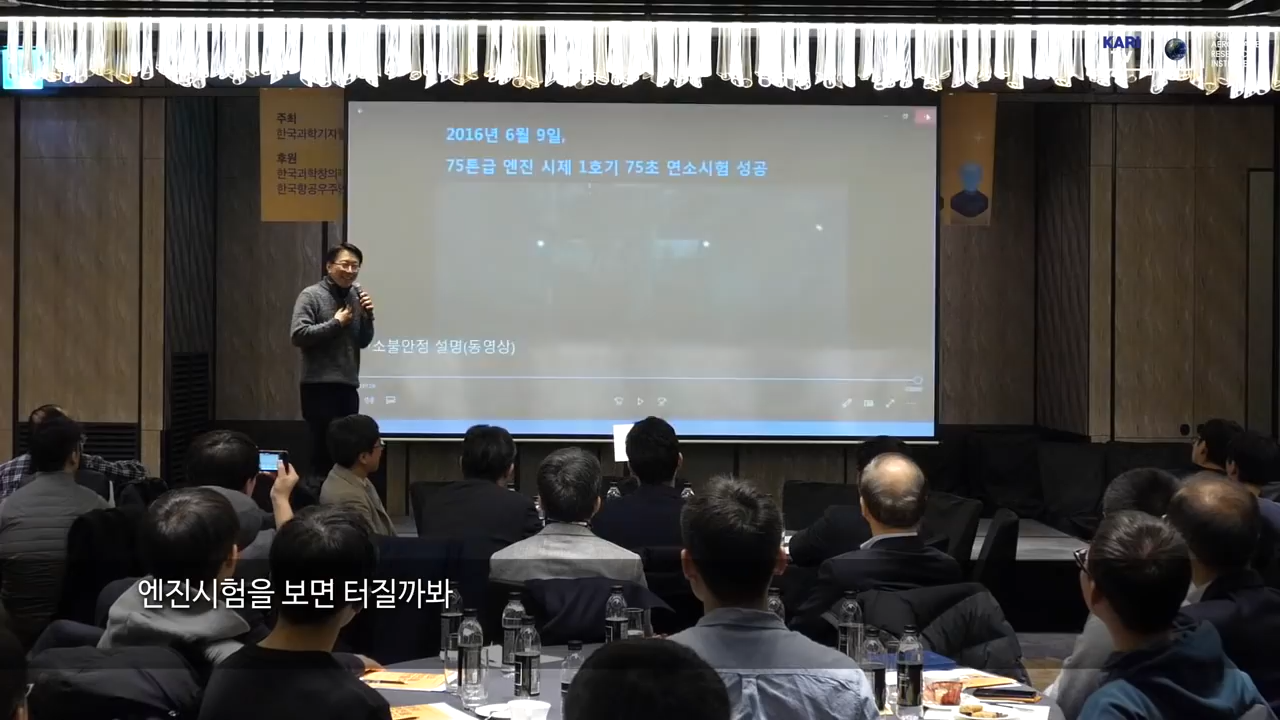 KARI
주최
한국과학기자
후원
한국과학창의
한국항공우주
2016년 6월 9일,
75톤급 엔진 시제 1호기 75초 연소시험 성공
소불안정 설명(동영상)
엔진시험을 보면 터질까봐